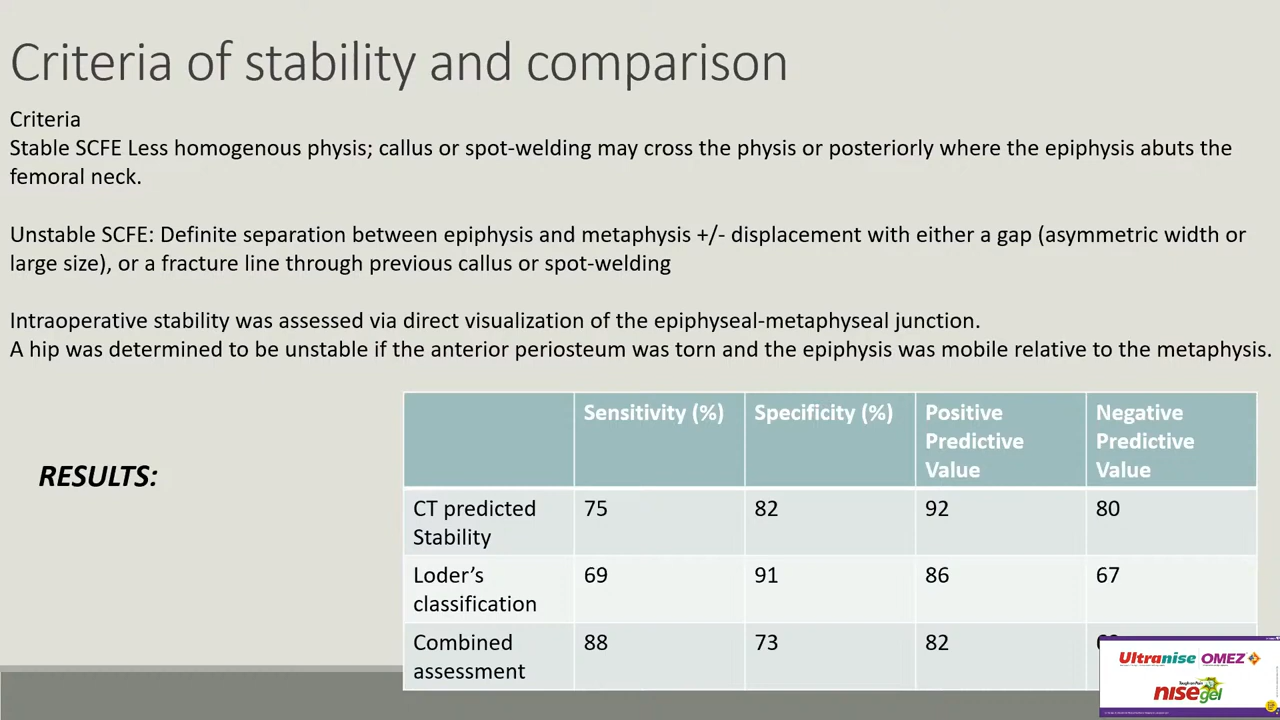 Criteria of stability and comparison
Criteria
Stable SCFE Less homogenous physis; callus or spot-welding may cross the physis or posteriorly where the epiphysis abuts the
femoral neck.
Unstable SCFE: Definite separation between epiphysis and metaphysis +/- displacement with either a gap (asymmetric width or
large size), or a fracture line through previous callus or spot-welding
Intraoperative stability was assessed via direct visualization of the epiphyseal-metaphyseal junction.
A hip was determined to be unstable if the anterior periosteum was torn and the epiphysis was mobile relative to the metaphysis.
RESULTS:
Sensitivity (%) Specificity (%) Positive Predictive Value Negative Predictive Value
CT predicted Stability 75 82 92 80
Loder's classification 69 91 86 67
Combined assessment 88 73 82
Ultranise OMEZ
nise gel